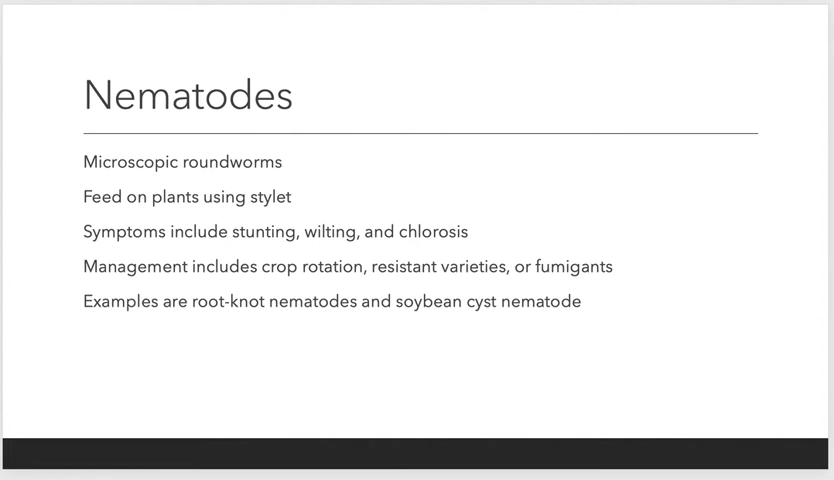 Nematodes
Microscopic roundworms
Feed on plants using stylet
Symptoms include stunting, wilting, and chlorosis
Management includes crop rotation, resistant varieties, or fumigants
Examples are root-knot nematodes and soybean cyst nematode